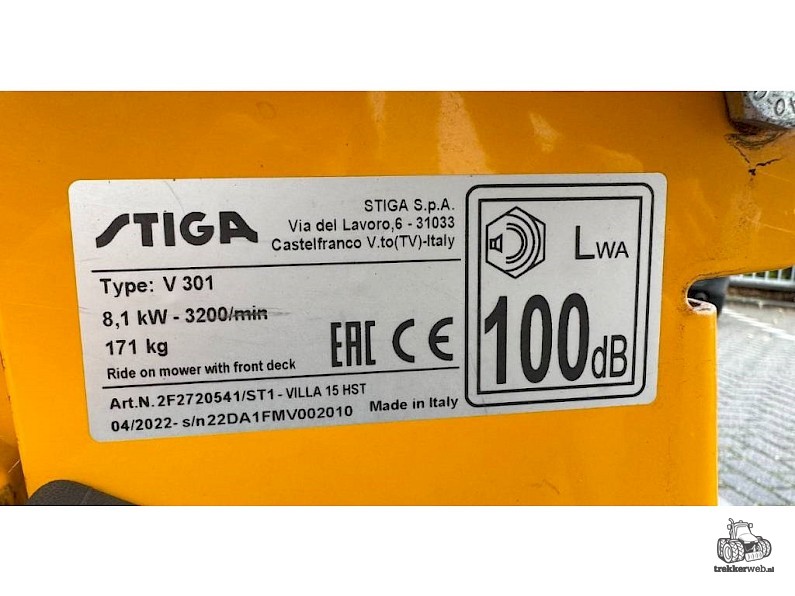 STIGA
STIGA S.p.A.
Via del Lavoro,6 - 31033
Castelfranco V.to(TV)-Italy
Type: V 301
8,1 kW - 3200/min
171 kg
Ride on mower with front deck
EAC CE
Art.N. 2F2720541/ST1 - VILLA 15 HST
04/2022- s/n22DA1FMV002010
Made in Italy
LWA
100dB
trekkerweb.nl